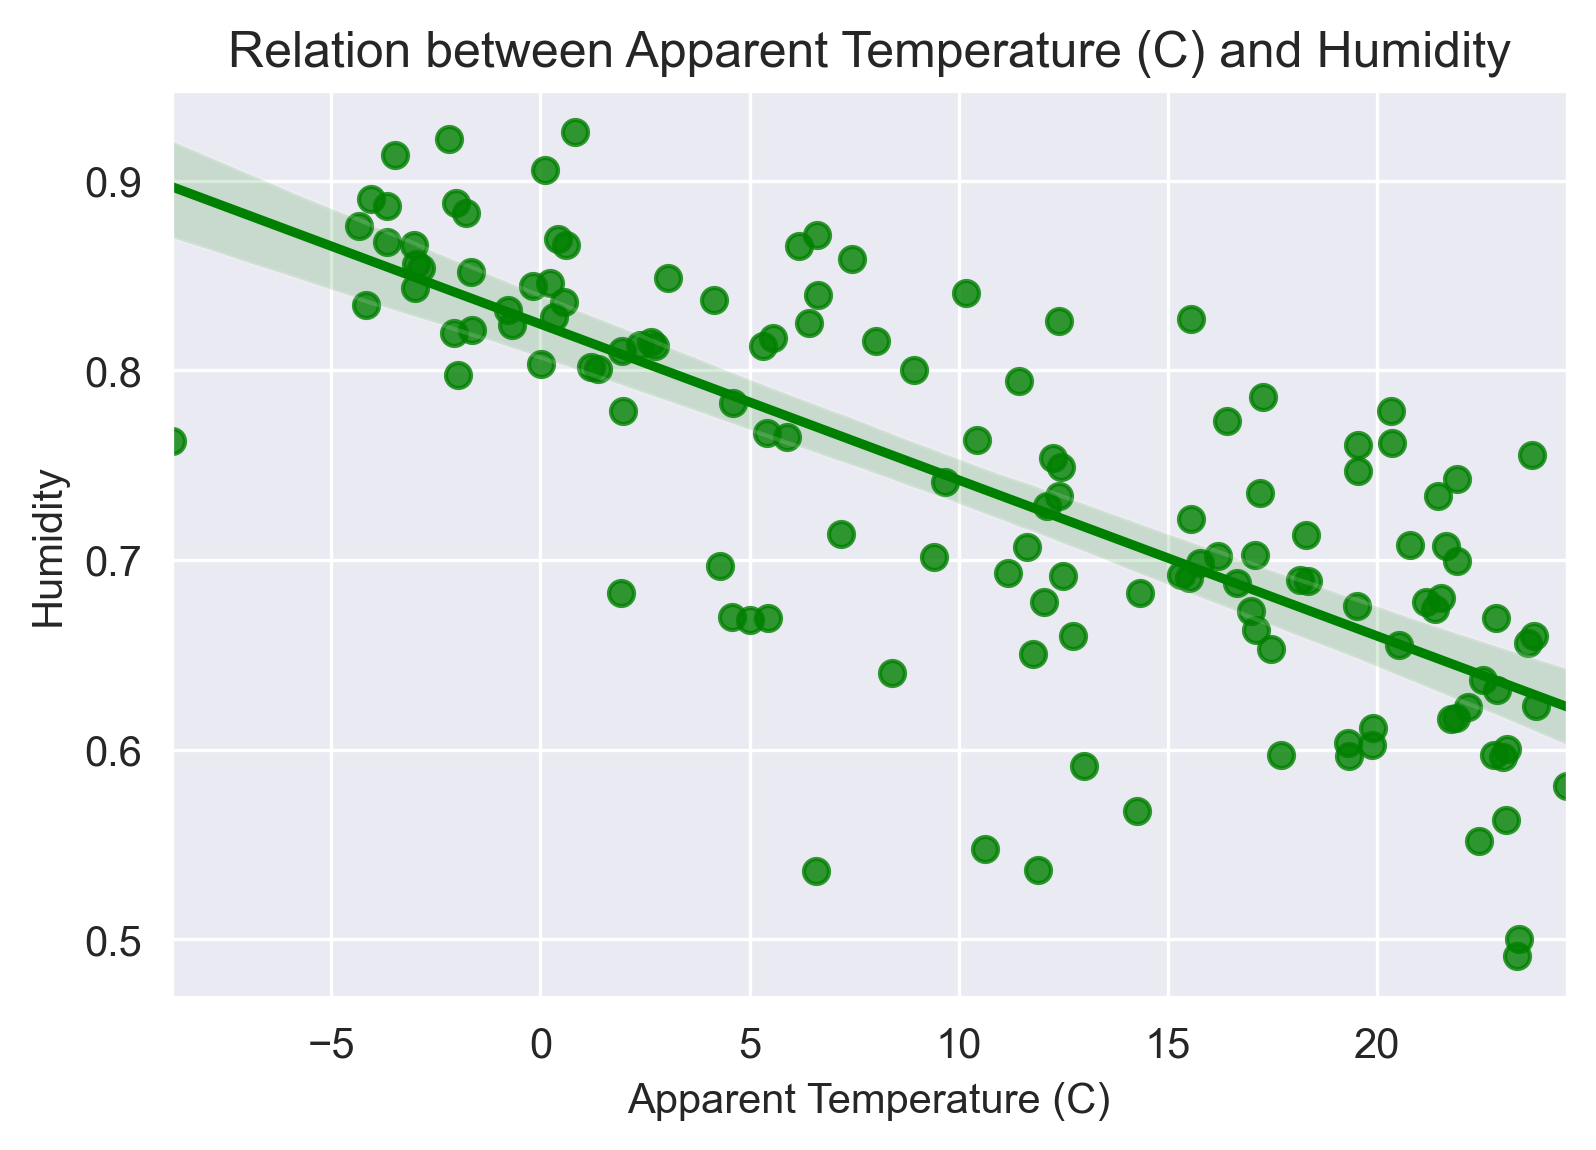 Relation between Apparent Temperature (C) and Humidity
0.9
0.8
0.7
0.6
0.5
Humidity
−5 0 5 10 15 20
Apparent Temperature (C)